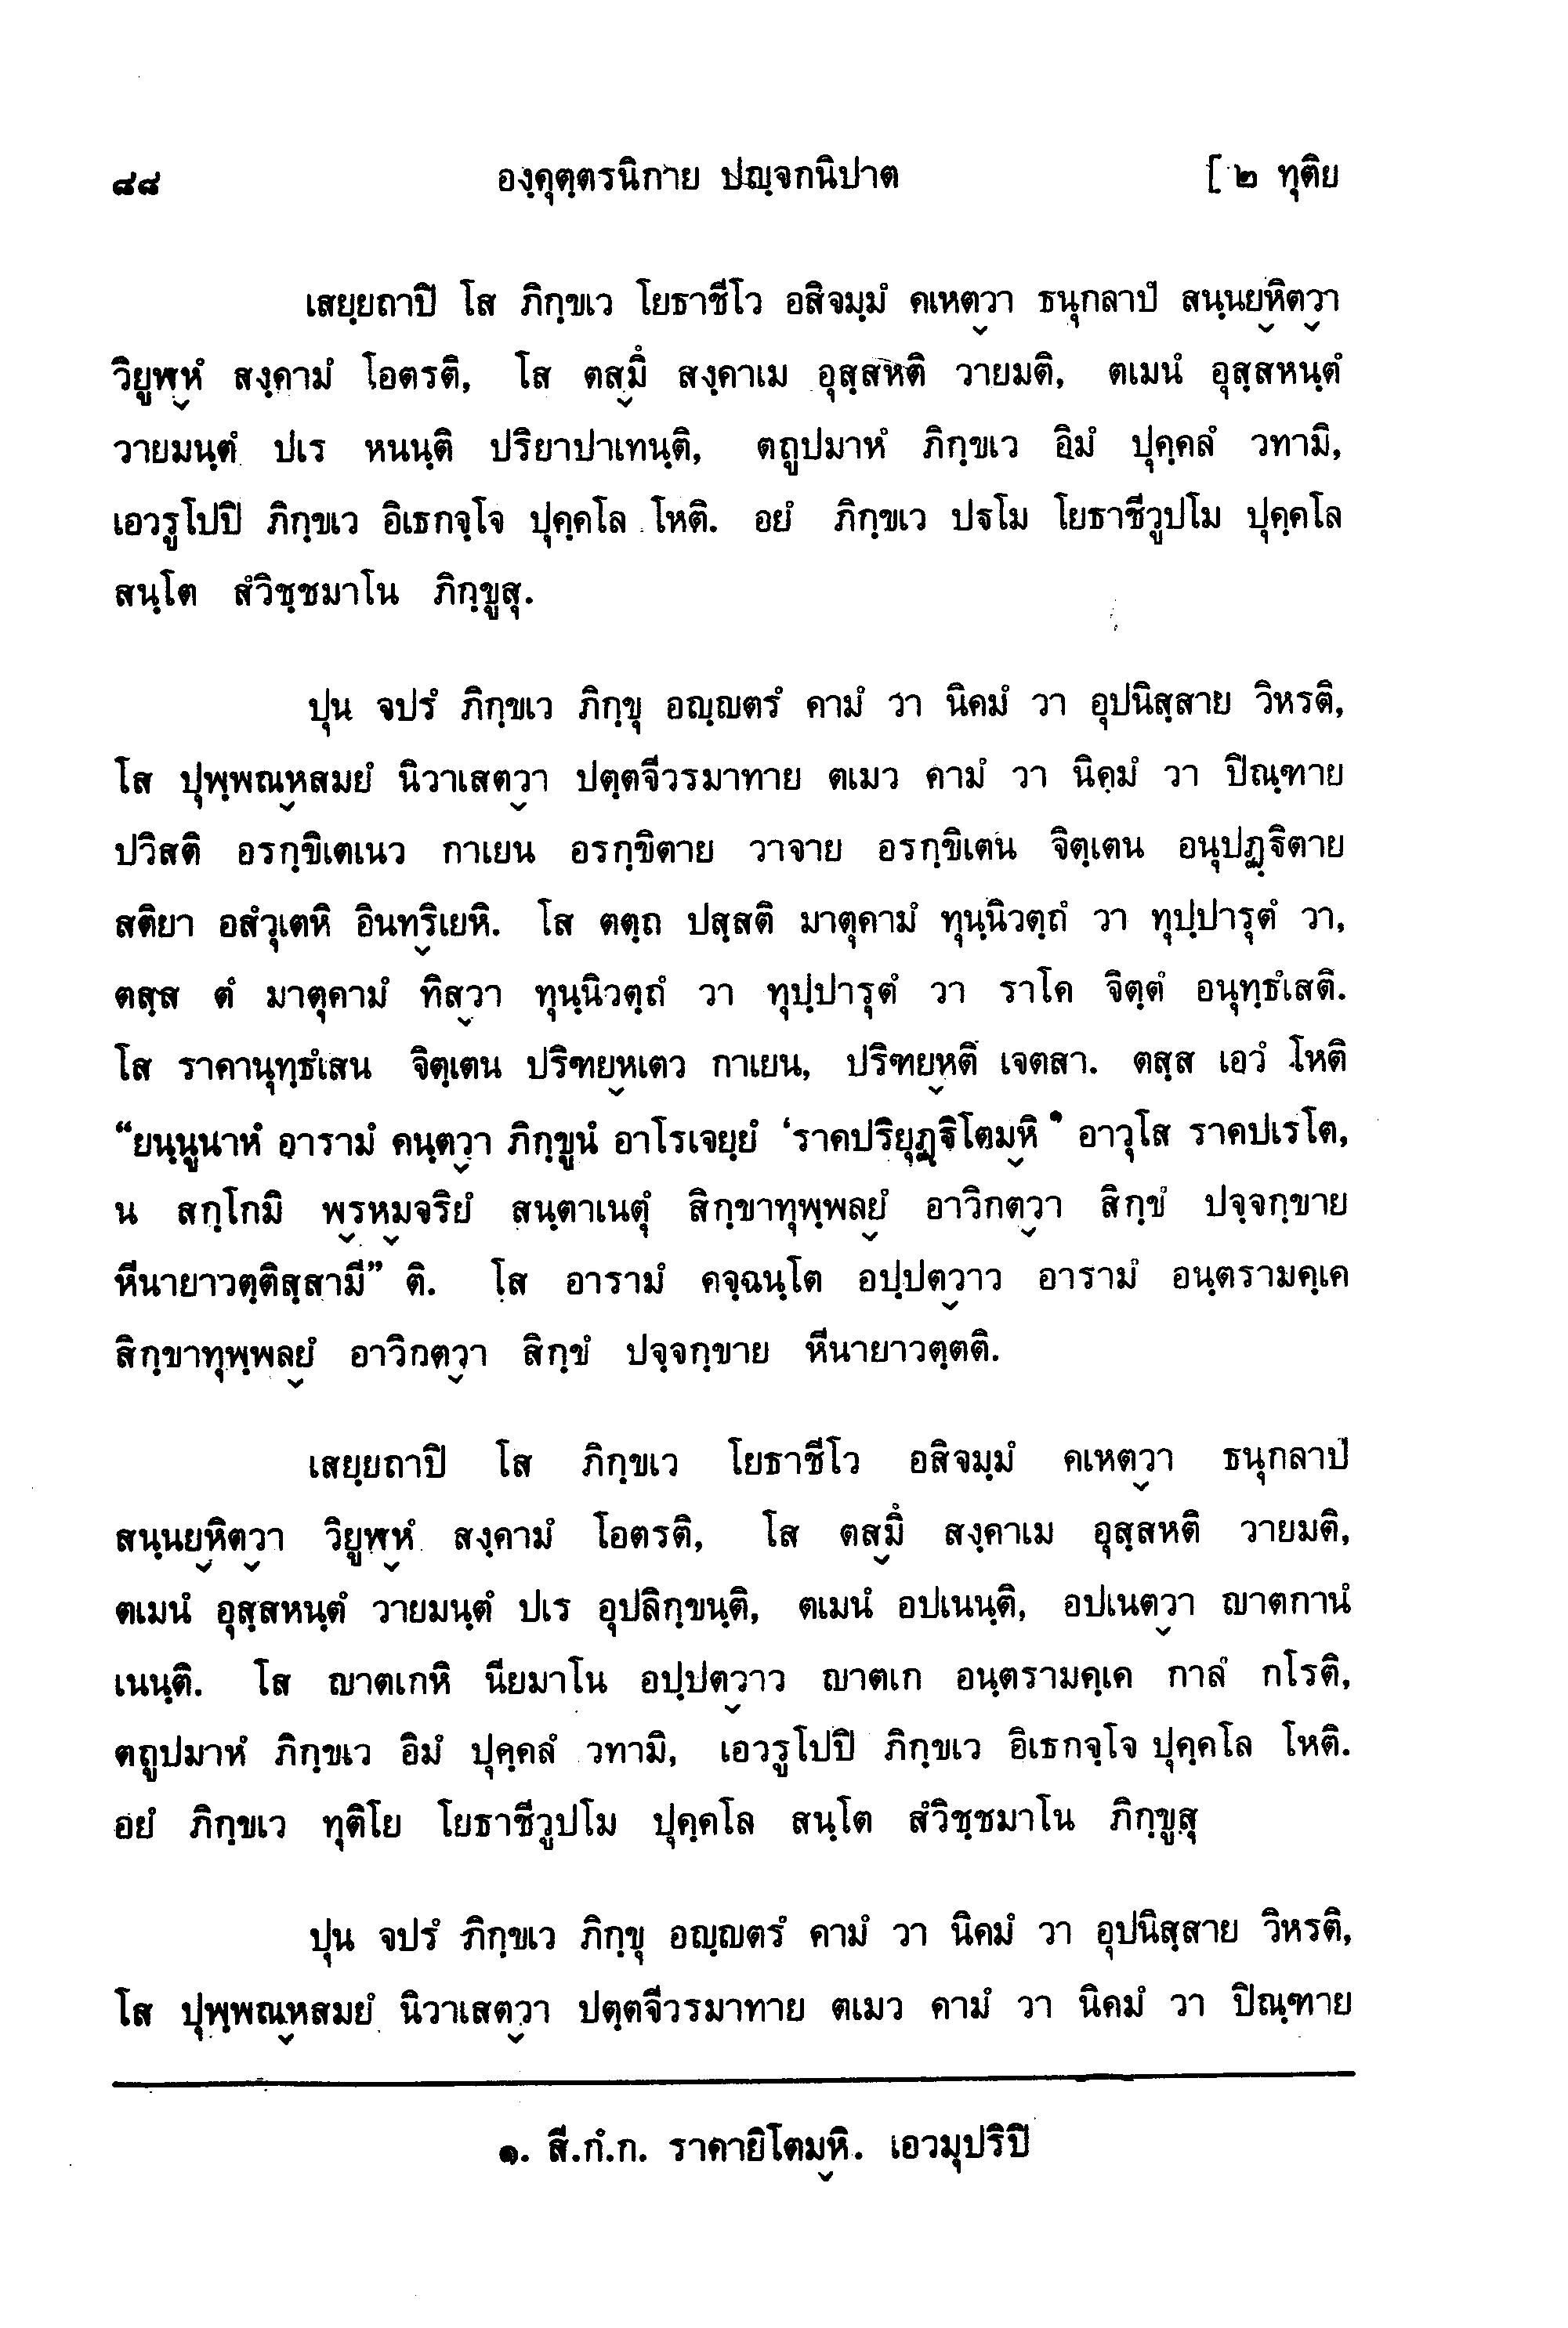 ๘๘ องฺคุตฺตรนิกาย ปญฺจกนิปาต [ ๒ ทุติย
เสยฺยถาปิ โส ภิกฺขเว โยธาชีโว อสิจมฺมํ คเหต๎วา ธนุกลาปํ สนฺนยฺหิต๎วา
วิยูฬ๎หํ สงฺคามํ โอตรติ, โส ตส๎มึ สงฺคาเม อุสฺสหติ วายมติ, ตเมนํ อุสฺสหนฺตํ
วายมนฺตํ ปเร หนนฺติ ปริยาปาเทนฺติ, ตถูปมาหํ ภิกฺขเว อิมํ ปุคฺคลํ วทามิ,
เอวรูโปปิ ภิกฺขเว อิเธกจฺโจ ปุคฺคโล โหติ. อยํ ภิกฺขเว ปฐโม โยธาชีวูปโม ปุคฺคโล
สนฺโต สํวิชฺชมาโน ภิกฺขูสุ.
ปุน จปรํ ภิกฺขเว ภิกฺขุ อญฺญตรํ คามํ วา นิคมํ วา อุปนิสฺสาย วิหรติ,
โส ปุพฺพณ๎หสมยํ นิวาเสต๎วา ปตฺตจีวรมาทาย ตเมว คามํ วา นิคมํ วา ปิณฺฑาย
ปวิสติ อรกฺขิเตเนว กาเยน อรกฺขิตาย วาจาย อรกฺขิเตน จิตฺเตน อนุปฏฺฐิตาย
สติยา อสํวุเตหิ อินท๎ริเยหิ. โส ตตฺถ ปสฺสติ มาตุคามํ ทุนฺนิวตฺถํ วา ทุปฺปารุตํ วา,
ตสฺส ตํ มาตุคามํ ทิส๎วา ทุนฺนิวตฺถํ วา ทุปฺปารุตํ วา ราโค จิตฺตํ อนุทฺธํเสติ.
โส ราคานุทฺธํเสน จิตฺเตน ปริฑยฺหเตว กาเยน, ปริฑย๎หติ เจตสา. ตสฺส เอวํ โหติ
“ยนฺนูนาหํ อารามํ คนฺต๎วา ภิกฺขูนํ อาโรเจยฺยํ ‘ราคปริยุฏฺฐิโตม๎หิ ๑ อาวุโส ราคปเรโต,
น สกฺโกมิ พ๎รหม๎จริยํ สนฺตาเนตุํ สิกฺขาทุพฺพล๎ยํ อาวิกต๎วา สิกฺขํ ปจฺจกฺขาย
หีนายาวตฺติสฺสามี” ติ. โส อารามํ คจฺฉนฺโต อปฺปต๎วาว อารามํ อนฺตรามคฺเค
สิกฺขาทุพฺพล๎ยํ อาวิกต๎วา สิกฺขํ ปจฺจกฺขาย หีนายาวตฺตติ.
เสยฺยถาปิ โส ภิกฺขเว โยธาชีโว อสิจมฺมํ คเหต๎วา ธนุกลาปํ
สนฺนย๎หิต๎วา วิยูฬ๎หํ สงฺคามํ โอตรติ, โส ตส๎มึ สงฺคาเม อุสฺสหติ วายมติ,
ตเมนํ อุสฺสหนฺตํ วายมนฺตํ ปเร อุปลิกฺขนฺติ, ตเมนํ อปเนนฺติ, อปเนต๎วา ญาตกานํ
เนนฺติ. โส ญาตเกหิ นียมาโน อปฺปต๎วาว ญาตเก อนฺตรามคฺเค กาลํ กโรติ,
ตถูปมาหํ ภิกฺขเว อิมํ ปุคฺคลํ วทามิ, เอวรูโปปิ ภิกฺขเว อิเธกจฺโจ ปุคฺคโล โหติ.
อยํ ภิกฺขเว ทุติโย โยธาชีวูปโม ปุคฺคโล สนฺโต สํวิชฺชมาโน ภิกฺขูสุ
ปุน จปรํ ภิกฺขเว ภิกฺขุ อญฺญตรํ คามํ วา นิคมํ วา อุปนิสฺสาย วิหรติ,
โส ปุพฺพณ๎หสมยํ นิวาเสต๎วา ปตฺตจีวรมาทาย ตเมว คามํ วา นิคมํ วา ปิณฺฑาย
๑. สี.กํ.ก. ราคายิโตม๎หิ. เอวมุปริปิ